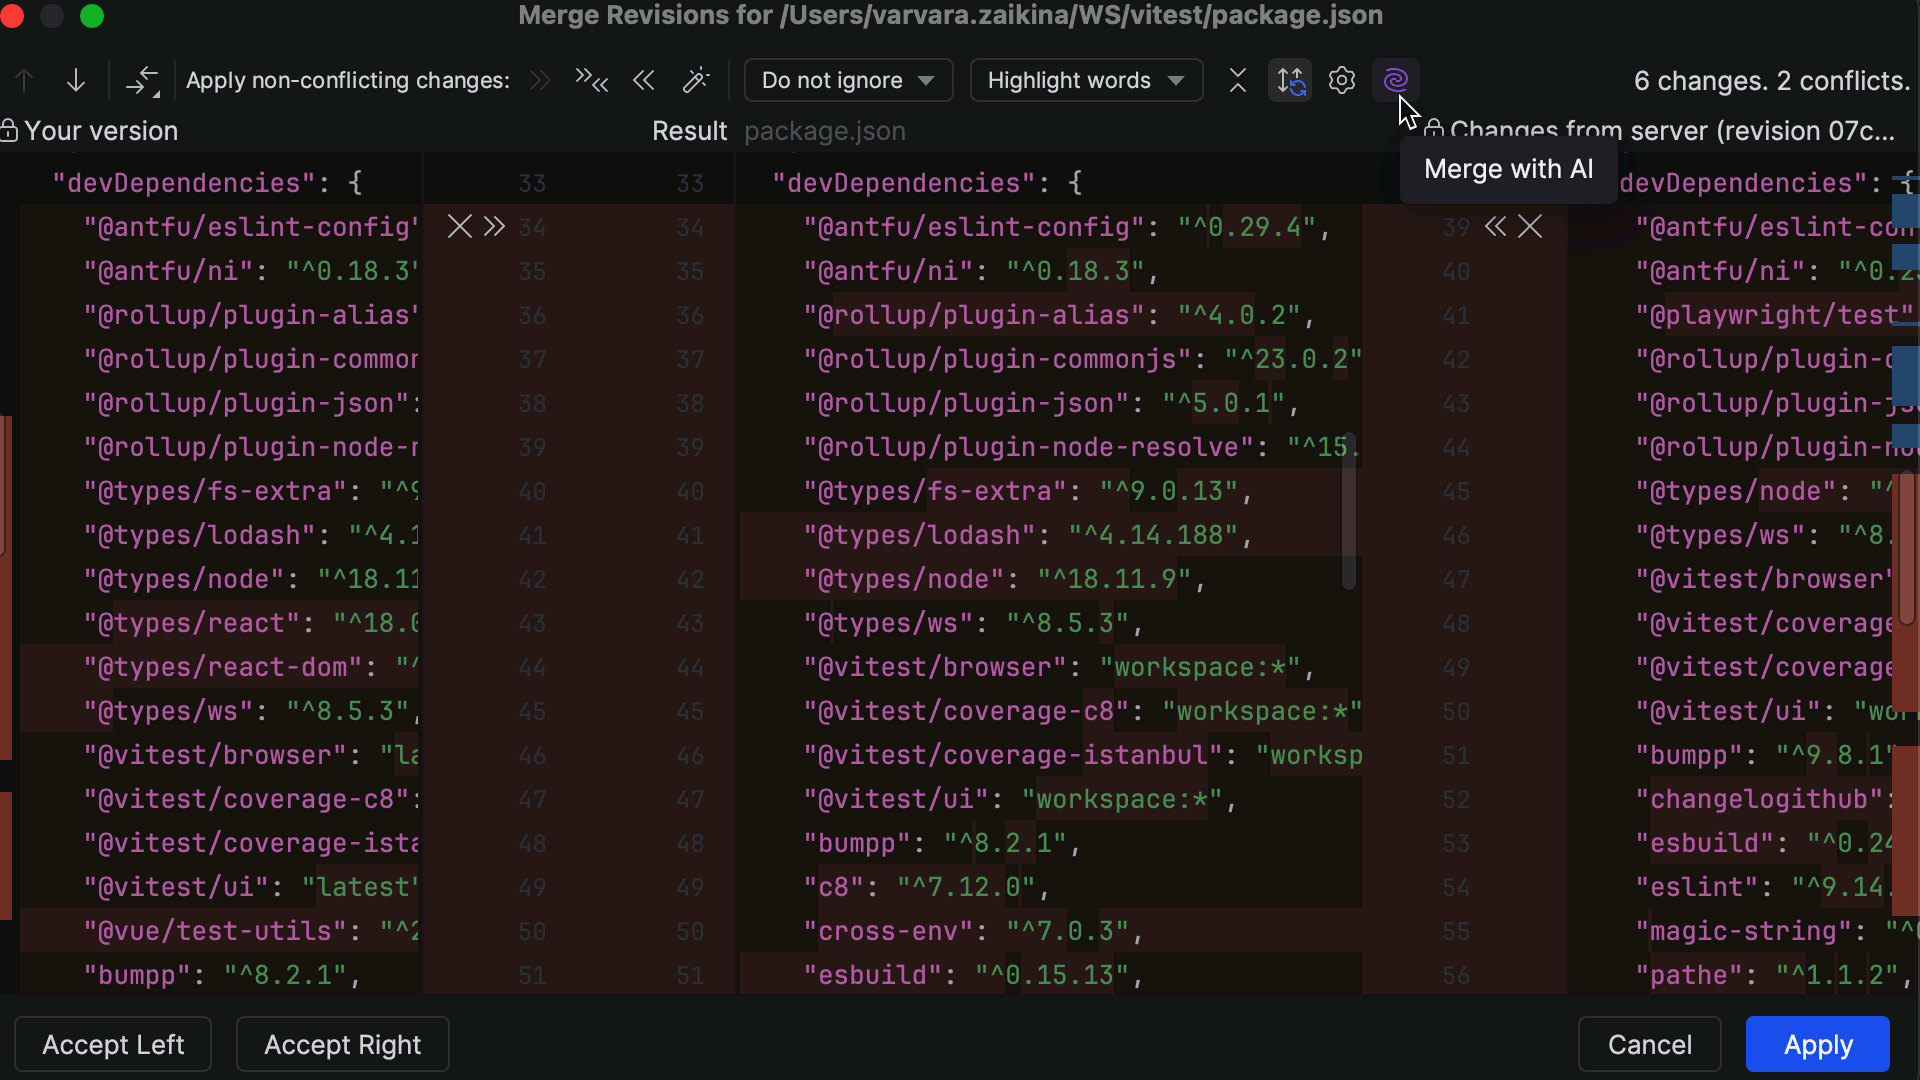 Merge Revisions for /Users/varvara.zaikina/WS/vitest/package.json
Apply non-conflicting changes:
Do not ignore
Highlight words
6 changes. 2 conflicts.
Your version
Result package.json
Changes from server (revision 07c...
Merge with AI
"devDependencies": {
"@antfu/eslint-config"
"@antfu/ni": "^0.18.3"
"@rollup/plugin-alias"
"@rollup/plugin-common
"@rollup/plugin-json":
"@rollup/plugin-node-r
"@types/fs-extra": "^9
"@types/lodash": "^4.1
"@types/node": "^18.11
"@types/react": "^18.0
"@types/react-dom": "^
"@types/ws": "^8.5.3",
"@vitest/browser": "la
"@vitest/coverage-c8":
"@vitest/coverage-ista
"@vitest/ui": "latest"
"@vue/test-utils": "^2
"bumpp": "^8.2.1",
33 33
34 34
35 35
36 36
37 37
38 38
39 39
40 40
41 41
42 42
43 43
44 44
45 45
46 46
47 47
48 48
49 49
50 50
51 51
"devDependencies": {
"@antfu/eslint-config": "^0.29.4",
"@antfu/ni": "^0.18.3",
"@rollup/plugin-alias": "^4.0.2",
"@rollup/plugin-commonjs": "^23.0.2"
"@rollup/plugin-json": "^5.0.1",
"@rollup/plugin-node-resolve": "^15.
"@types/fs-extra": "^9.0.13",
"@types/lodash": "^4.14.188",
"@types/node": "^18.11.9",
"@types/ws": "^8.5.3",
"@vitest/browser": "workspace:*",
"@vitest/coverage-c8": "workspace:*"
"@vitest/coverage-istanbul": "worksp
"@vitest/ui": "workspace:*",
"bumpp": "^8.2.1",
"c8": "^7.12.0",
"cross-env": "^7.0.3",
"esbuild": "^0.15.13",
39
40
41
42
43
44
45
46
47
48
49
50
51
52
53
54
55
56
devDependencies": {
"@antfu/eslint-con
"@antfu/ni": "^0.23
"@playwright/test"
"@rollup/plugin-c
"@rollup/plugin-js
"@rollup/plugin-no
"@types/node": "^
"@types/ws": "^8.
"@vitest/browser"
"@vitest/coverage
"@vitest/coverage
"@vitest/ui": "wor
"bumpp": "^9.8.1"
"changelogithub":
"esbuild": "^0.24
"eslint": "^9.14.
"magic-string": "^0
"pathe": "^1.1.2",
Accept Left
Accept Right
Cancel
Apply